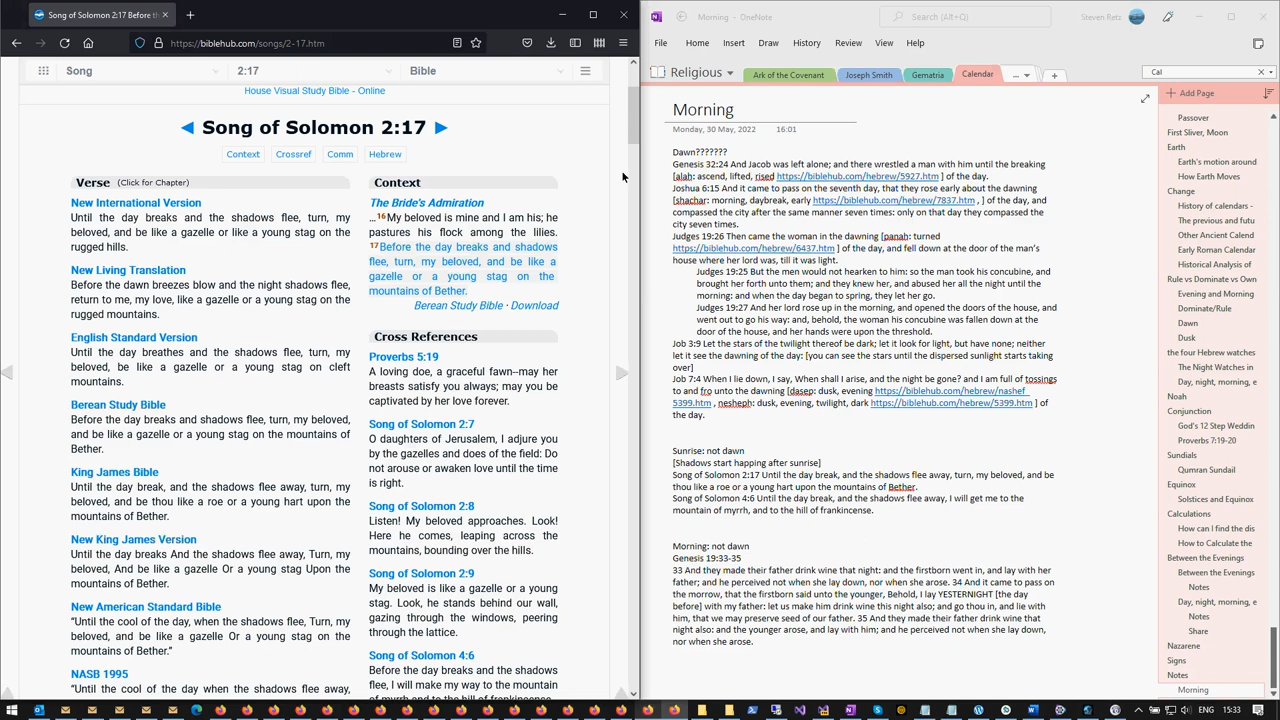 Song of Solomon 2:17 Before th
https://biblehub.com/songs/2-17.htm
Song
2:17
Bible
House Visual Study Bible - Online
Song of Solomon 2:17
Context
Crossref
Comm
Hebrew
Verse (Click for Chapter)
New International Version
Until the day breaks and the shadows flee, turn, my
beloved, and be like a gazelle or like a young stag on the
rugged hills.
New Living Translation
Before the dawn breezes blow and the night shadows flee,
return to me, my love, like a gazelle or a young stag on the
rugged mountains.
English Standard Version
Until the day breathes and the shadows flee, turn, my
beloved, be like a gazelle or a young stag on cleft
mountains.
Berean Study Bible
Before the day breaks and shadows flee, turn, my beloved,
and be like a gazelle or a young stag on the mountains of
Bether.
King James Bible
Until the day break, and the shadows flee away, turn, my
beloved, and be thou like a roe or a young hart upon the
mountains of Bether.
New King James Version
Until the day breaks And the shadows flee away, Turn, my
beloved, And be like a gazelle Or a young stag Upon the
mountains of Bether.
New American Standard Bible
“Until the cool of the day, when the shadows flee, Turn, my
beloved, and be like a gazelle Or a young stag on the
mountains of Bether.”
NASB 1995
“Until the cool of the day when the shadows flee away,
Context
The Bride's Admiration
…16My beloved is mine and I am his; he
pastures his flock among the lilies.
17Before the day breaks and shadows
flee, turn, my beloved, and be like a
gazelle or a young stag on the
mountains of Bether.
Berean Study Bible · Download
Cross References
Proverbs 5:19
A loving doe, a graceful fawn--may her
breasts satisfy you always; may you be
captivated by her love forever.
Song of Solomon 2:7
O daughters of Jerusalem, I adjure you
by the gazelles and does of the field: Do
not arouse or awaken love until the time
is right.
Song of Solomon 2:8
Listen! My beloved approaches. Look!
Here he comes, leaping across the
mountains, bounding over the hills.
Song of Solomon 2:9
My beloved is like a gazelle or a young
stag. Look, he stands behind our wall,
gazing through the windows, peering
through the lattice.
Song of Solomon 4:6
Before the day breaks and the shadows
flee, I will make my way to the mountain
of myrrh and to the hill of frankincense.
Morning - OneNote
Search (Alt+Q)
Steven Retz
File
Home
Insert
Draw
History
Review
View
Help
Religious
Ark of the Covenant
Joseph Smith
Gematria
Calendar
Cal
Morning
Monday, 30 May, 2022 16:01
Dawn???????
Genesis 32:24 And Jacob was left alone; and there wrestled a man with him until the breaking
[alah: ascend, lifted, rised https://biblehub.com/hebrew/5927.htm ] of the day.
Joshua 6:15 And it came to pass on the seventh day, that they rose early about the dawning
[shachar: morning, daybreak, early https://biblehub.com/hebrew/7837.htm , ] of the day, and
compassed the city after the same manner seven times: only on that day they compassed the
city seven times.
Judges 19:26 Then came the woman in the dawning [panah: turned
https://biblehub.com/hebrew/6437.htm ] of the day, and fell down at the door of the man's
house where her lord was, till it was light.
Judges 19:25 But the men would not hearken to him: so the man took his concubine, and
brought her forth unto them; and they knew her, and abused her all the night until the
morning: and when the day began to spring, they let her go.
Judges 19:27 And her lord rose up in the morning, and opened the doors of the house, and
went out to go his way: and, behold, the woman his concubine was fallen down at the
door of the house, and her hands were upon the threshold.
Job 3:9 Let the stars of the twilight thereof be dark; let it look for light, but have none; neither
let it see the dawning of the day: [you can see the stars until the dispersed sunlight starts taking
over]
Job 7:4 When I lie down, I say, When shall I arise, and the night be gone? and I am full of tossings
to and fro unto the dawning [dasep: dusk, evening https://biblehub.com/hebrew/nashef_
5399.htm , nesheph: dusk, evening, twilight, dark https://biblehub.com/hebrew/5399.htm ] of
the day.
Sunrise: not dawn
[Shadows start happing after sunrise]
Song of Solomon 2:17 Until the day break, and the shadows flee away, turn, my beloved, and be
thou like a roe or a young hart upon the mountains of Bether.
Song of Solomon 4:6 Until the day break, and the shadows flee away, I will get me to the
mountain of myrrh, and to the hill of frankincense.
Morning: not dawn
Genesis 19:33-35
33 And they made their father drink wine that night: and the firstborn went in, and lay with her
father; and he perceived not when she lay down, nor when she arose. 34 And it came to pass on
the morrow, that the firstborn said unto the younger, Behold, I lay YESTERNIGHT [the day
before] with my father: let us make him drink wine this night also; and go thou in, and lie with
him, that we may preserve seed of our father. 35 And they made their father drink wine that
night also: and the younger arose, and lay with him; and he perceived not when she lay down,
nor when she arose.
Add Page
Passover
First Sliver, Moon
Earth
Earth's motion around
How Earth Moves
Change
History of calendars -
The previous and futu
Other Ancient Calend
Early Roman Calendar
Historical Analysis of
Rule vs Dominate vs Own
Evening and Morning
Dominate/Rule
Dawn
Dusk
the four Hebrew watches
The Night Watches in
Day, night, morning, e
Noah
Conjunction
God's 12 Step Weddin
Proverbs 7:19-20
Sundials
Qumran Sundail
Equinox
Solstices and Equinox
Calculations
How can I find the dis
How to Calculate the
Between the Evenings
Between the Evenings
Notes
Day, night, morning, e
Notes
Share
Nazarene
Signs
Notes
Morning
ENG
15:33